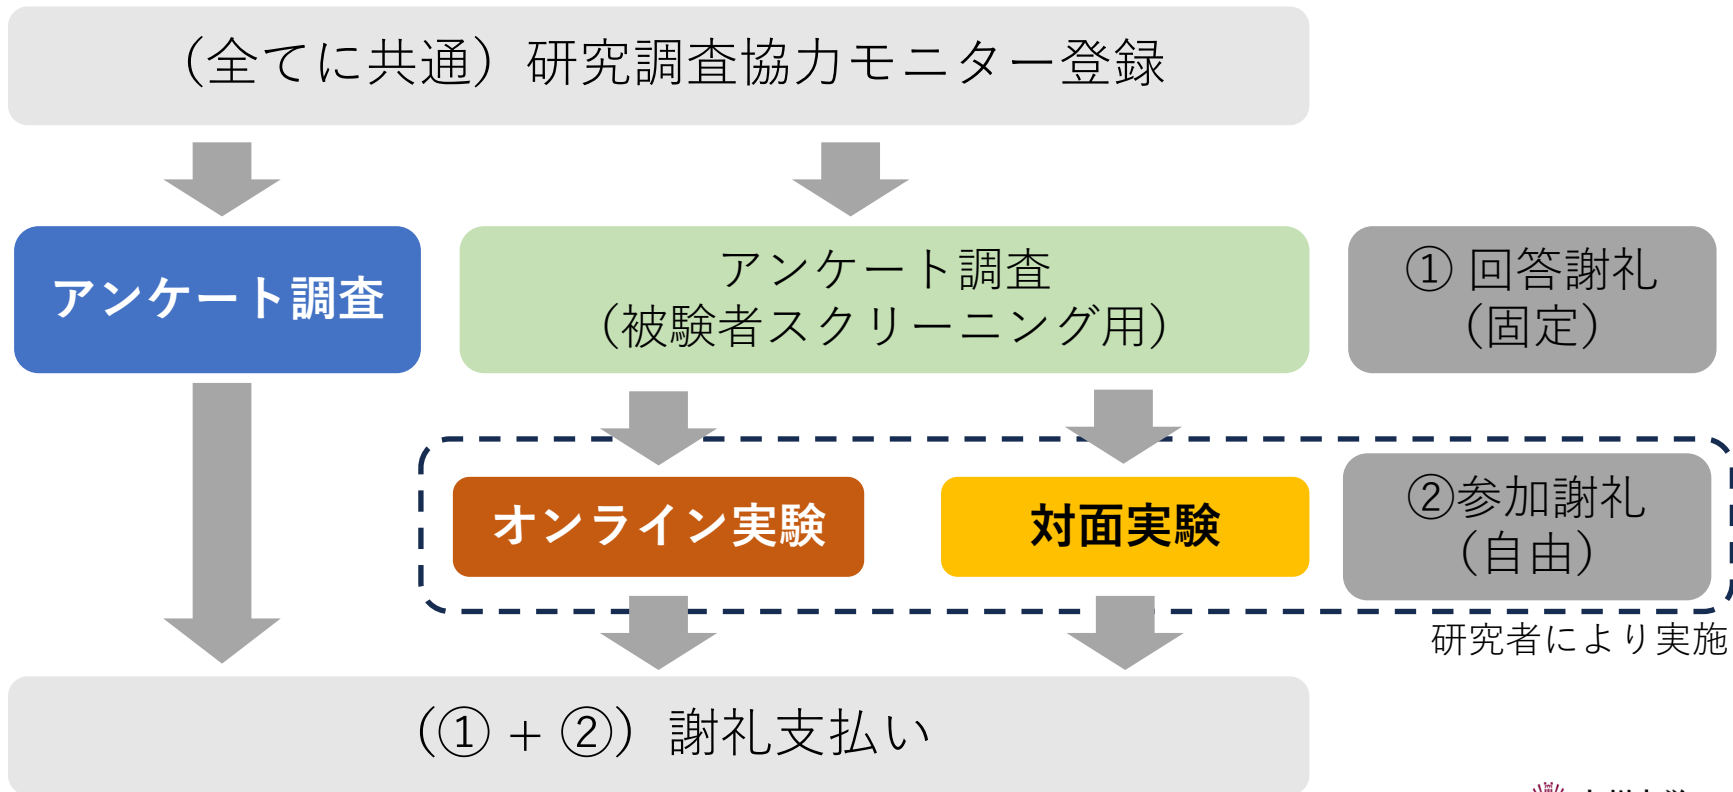 （全てに共通）研究調査協力モニター登録
アンケート調査
アンケート調査
（被験者スクリーニング用）
① 回答謝礼
（固定）
オンライン実験
対面実験
②参加謝礼
（自由）
研究者により実施
（① + ②）謝礼支払い